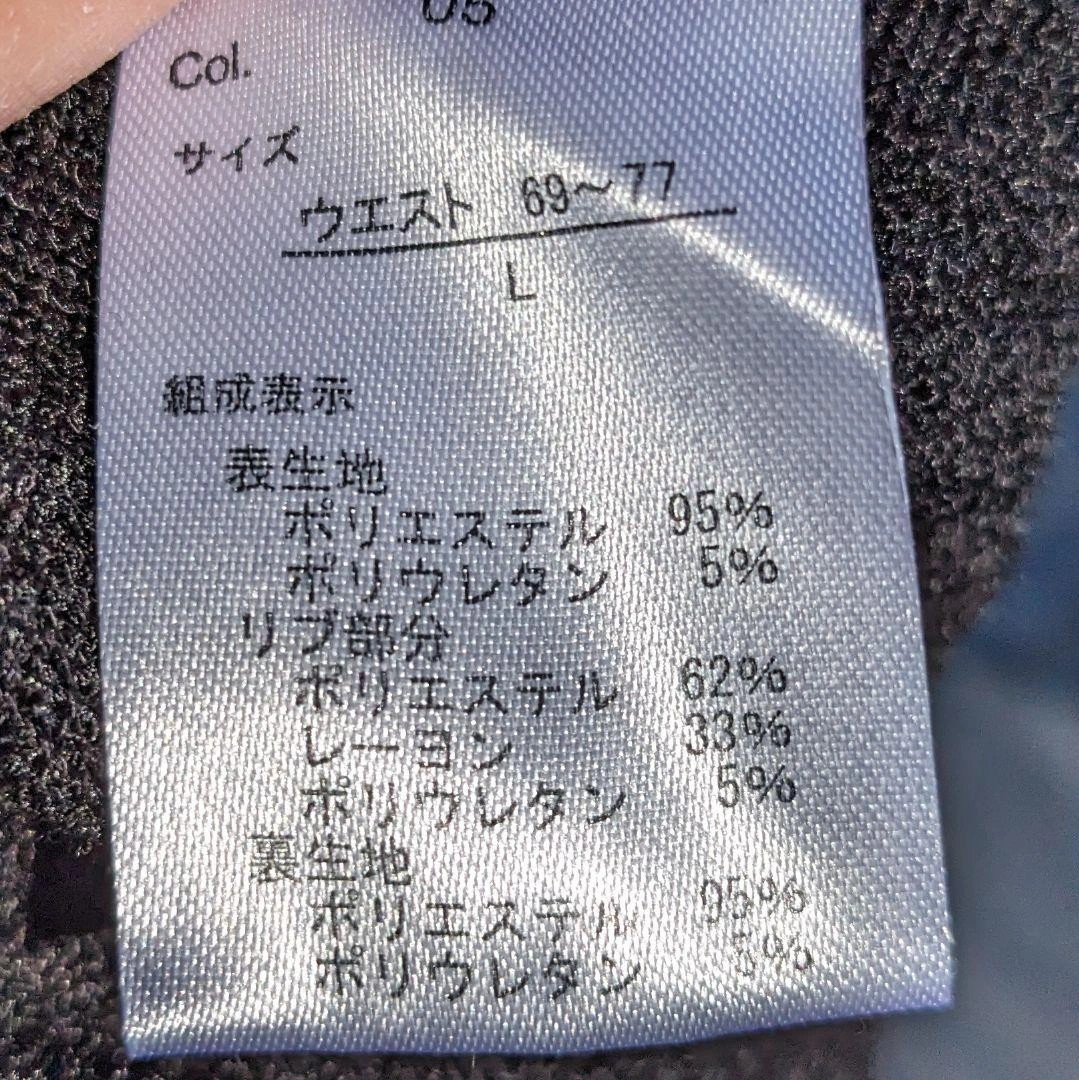 05
Col.
サイズ
ウエスト 69～77
L
組成表示
表生地
ポリエステル 95%
ポリウレタン 5%
リブ部分
ポリエステル 62%
レーヨン 33%
ポリウレタン 5%
裏生地
ポリエステル 95%
ポリウレタン 5%